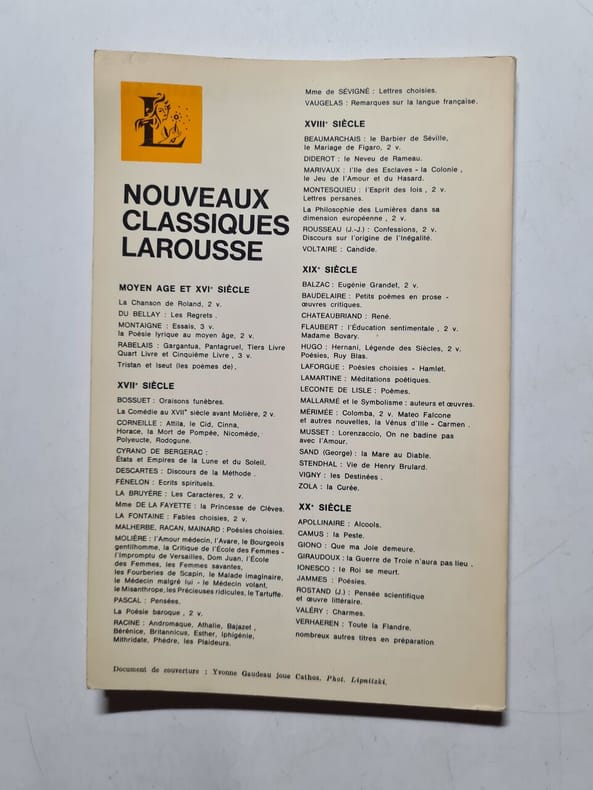 L
NOUVEAUX
CLASSIQUES
LAROUSSE
MOYEN AGE ET XVIe SIÈCLE
La Chanson de Roland, 2 v.
DU BELLAY : Les Regrets .
MONTAIGNE : Essais, 3 v.
la Poésie lyrique au moyen âge, 2 v.
RABELAIS : Gargantua, Pantagruel, Tiers Livre
Quart Livre et Cinquième Livre , 3 v.
Tristan et Iseut (les poèmes de).
XVIIe SIÈCLE
BOSSUET : Oraisons funèbres.
La Comédie au XVIIe siècle avant Molière, 2 v.
CORNEILLE : Attila, le Cid, Cinna,
Horace, la Mort de Pompée, Nicomède,
Polyeucte, Rodogune.
CYRANO DE BERGERAC :
États et Empires de la Lune et du Soleil.
DESCARTES : Discours de la Méthode .
FÉNELON : Ecrits spirituels.
LA BRUYÈRE : Les Caractères, 2 v.
Mme DE LA FAYETTE : la Princesse de Clèves.
LA FONTAINE : Fables choisies, 2 v.
MALHERBE, RACAN, MAINARD : Poésies choisies.
MOLIÈRE : l'Amour médecin, l'Avare, le Bourgeois
gentilhomme, la Critique de l'École des Femmes -
l'Impromptu de Versailles, Dom Juan, l'École
des Femmes, les Femmes savantes,
les Fourberies de Scapin, le Malade imaginaire,
le Médecin malgré lui - le Médecin volant,
le Misanthrope, les Précieuses ridicules, le Tartuffe.
PASCAL : Pensées.
La Poésie baroque , 2 v.
RACINE : Andromaque, Athalie, Bajazet ,
Bérénice, Britannicus, Esther, Iphigénie,
Mithridate, Phèdre, les Plaideurs.
Mme de SÉVIGNÉ : Lettres choisies.
VAUGELAS : Remarques sur la langue française.
XVIIIe SIÈCLE
BEAUMARCHAIS : le Barbier de Séville,
le Mariage de Figaro, 2 v.
DIDEROT : le Neveu de Rameau.
MARIVAUX : l'Ile des Esclaves - la Colonie ,
le Jeu de l'Amour et du Hasard.
MONTESQUIEU : l'Esprit des lois , 2 v.
Lettres persanes.
La Philosophie des Lumières dans sa
dimension européenne , 2 v.
ROUSSEAU (J.-J.) : Confessions, 2 v.
Discours sur l'origine de l'Inégalité.
VOLTAIRE : Candide.
XIXe SIÈCLE
BALZAC : Eugénie Grandet, 2 v.
BAUDELAIRE : Petits poèmes en prose -
œuvres critiques.
CHATEAUBRIAND : René.
FLAUBERT : l'Éducation sentimentale , 2 v.
Madame Bovary.
HUGO : Hernani, Légende des Siècles, 2 v.
Poésies, Ruy Blas.
LAFORGUE : Poésies choisies - Hamlet.
LAMARTINE : Méditations poétiques.
LECONTE DE LISLE : Poèmes.
MALLARMÉ et le Symbolisme : auteurs et œuvres.
MÉRIMÉE : Colomba, 2 v. Mateo Falcone
et autres nouvelles, la Vénus d'Ille - Carmen .
MUSSET : Lorenzaccio, On ne badine pas
avec l'Amour.
SAND (George) : la Mare au Diable.
STENDHAL : Vie de Henry Brulard.
VIGNY : les Destinées .
ZOLA : la Curée.
XXe SIÈCLE
APOLLINAIRE : Alcools.
CAMUS : la Peste.
GIONO : Que ma Joie demeure.
GIRAUDOUX : la Guerre de Troie n'aura pas lieu .
IONESCO : le Roi se meurt.
JAMMES : Poésies.
ROSTAND (J.) : Pensée scientifique
et œuvre littéraire.
VALÉRY : Charmes.
VERHAEREN : Toute la Flandre.
nombreux autres titres en préparation
Document de couverture : Yvonne Gaudeau joue Cathos. Phot. Lipnitzki.